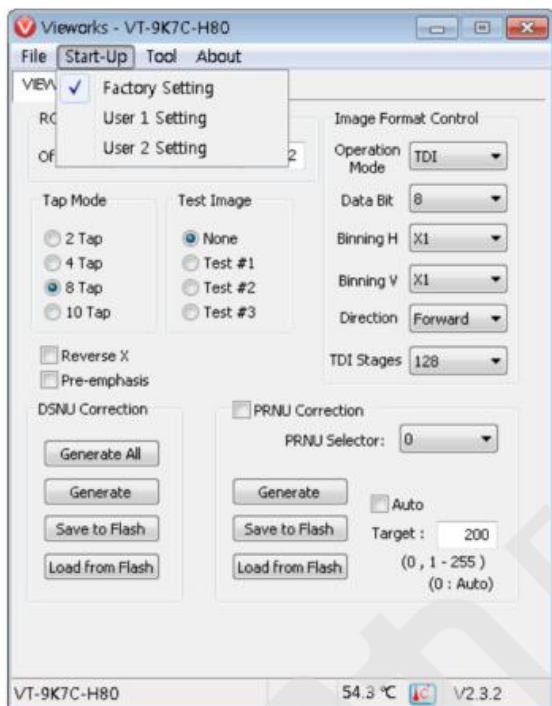 Vieworks - VT-9K7C-H80
File Start-Up Tool About
VIEW
Factory Setting
User 1 Setting
User 2 Setting
2
Image Format Control
Operation Mode TDI
Data Bit 8
Binning H X1
Binning V X1
Direction Forward
TDI Stages 128
Tap Mode
2 Tap
4 Tap
8 Tap
10 Tap
Test Image
None
Test #1
Test #2
Test #3
Reverse X
Pre-emphasis
DSNU Correction
Generate All
Generate
Save to Flash
Load from Flash
PRNU Correction
PRNU Selector: 0
Generate
Save to Flash
Load from Flash
Auto
Target : 200
(0 , 1 - 255 )
(0 : Auto)
VT-9K7C-H80 54.3 ℃ V2.3.2